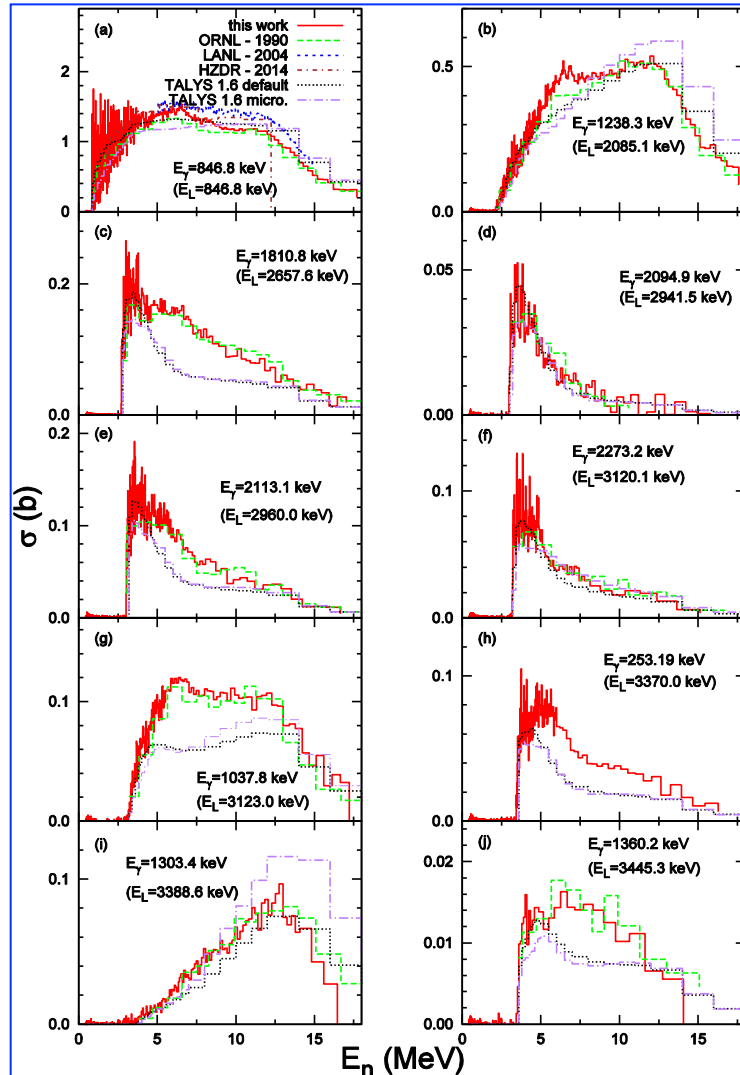 (a)
this work
ORNL - 1990
LANL - 2004
HZDR - 2014
TALYS 1.6 default
TALYS 1.6 micro.
Eγ=846.8 keV
(EL=846.8 keV)
2
1
0
(b)
Eγ=1238.3 keV
(EL=2085.1 keV)
0.5
0.0
(c)
Eγ=1810.8 keV
(EL=2657.6 keV)
0.2
0.0
(d)
Eγ=2094.9 keV
(EL=2941.5 keV)
0.05
0.00
(e)
Eγ=2113.1 keV
(EL=2960.0 keV)
0.2
0.1
0.0
(f)
Eγ=2273.2 keV
(EL=3120.1 keV)
0.1
0.0
(g)
Eγ=1037.8 keV
(EL=3123.0 keV)
0.1
0.0
(h)
Eγ=253.19 keV
(EL=3370.0 keV)
0.1
0.0
(i)
Eγ=1303.4 keV
(EL=3388.6 keV)
0.1
0.0
(j)
Eγ=1360.2 keV
(EL=3445.3 keV)
0.02
0.01
0.00
0 5 10 15
0 5 10 15
σ (b)
En (MeV)